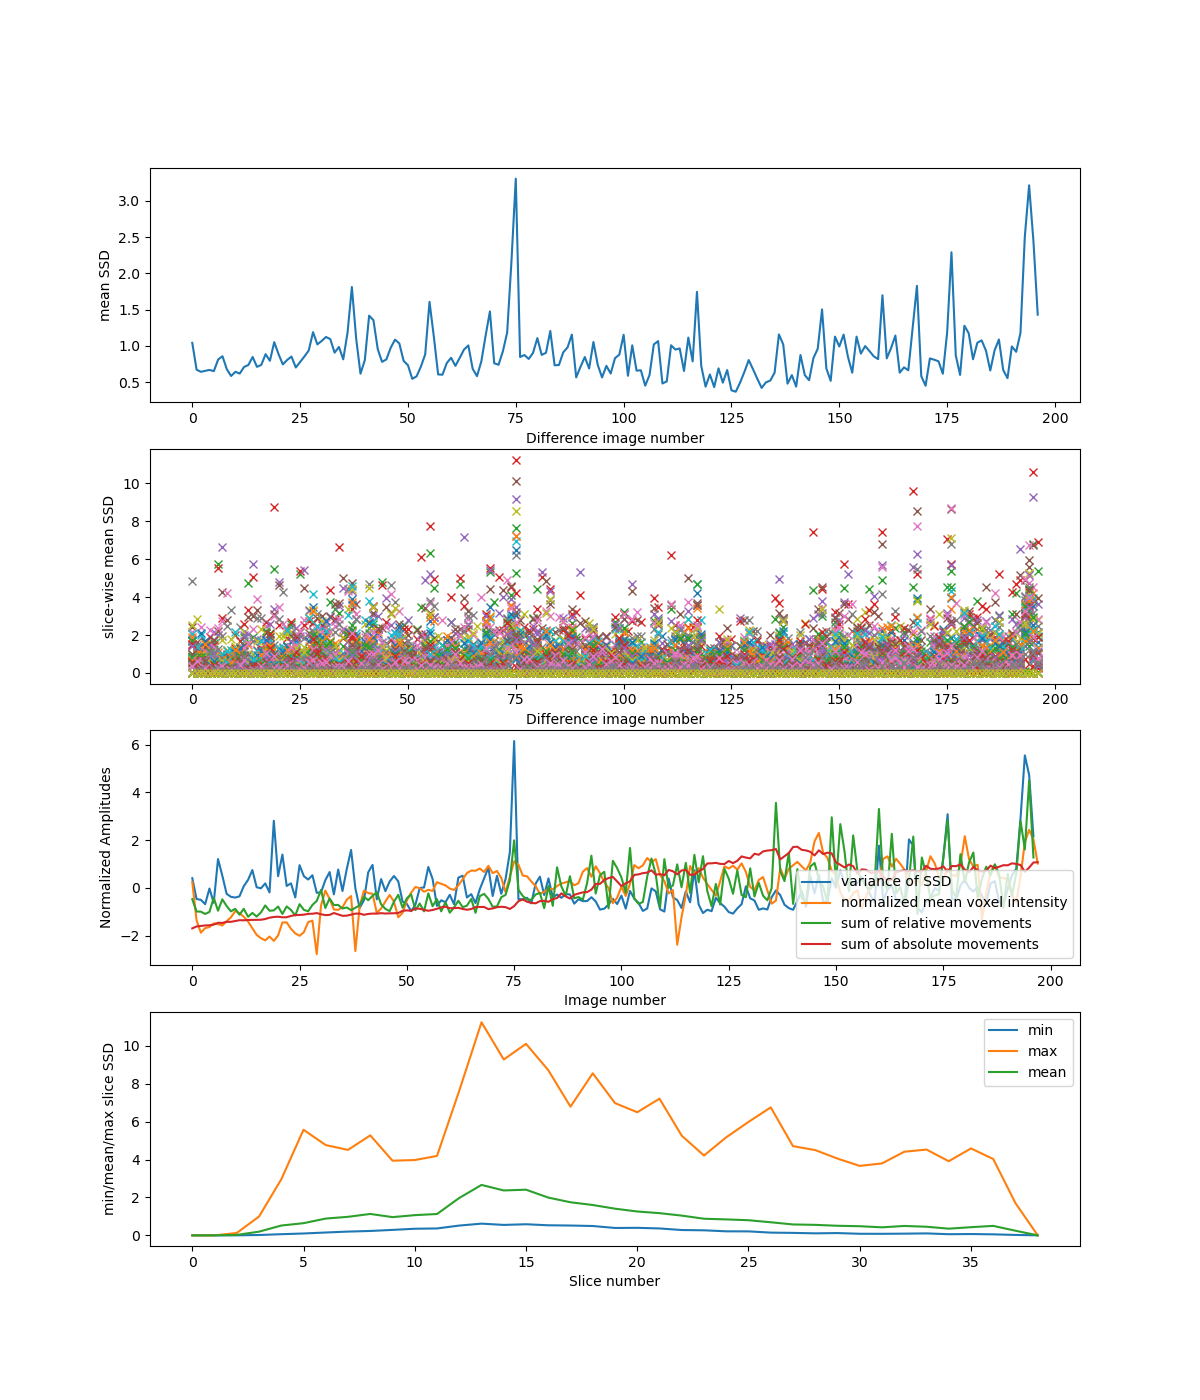 mean SSD
3.0
2.5
2.0
1.5
1.0
0.5
0 25 50 75 100 125 150 175 200
Difference image number
slice-wise mean SSD
10
8
6
4
2
0
0 25 50 75 100 125 150 175 200
Difference image number
Normalized Amplitudes
6
4
2
0
−2
variance of SSD
normalized mean voxel intensity
sum of relative movements
sum of absolute movements
0 25 50 75 100 125 150 175 200
Image number
min/mean/max slice SSD
10
8
6
4
2
0
min
max
mean
0 5 10 15 20 25 30 35
Slice number